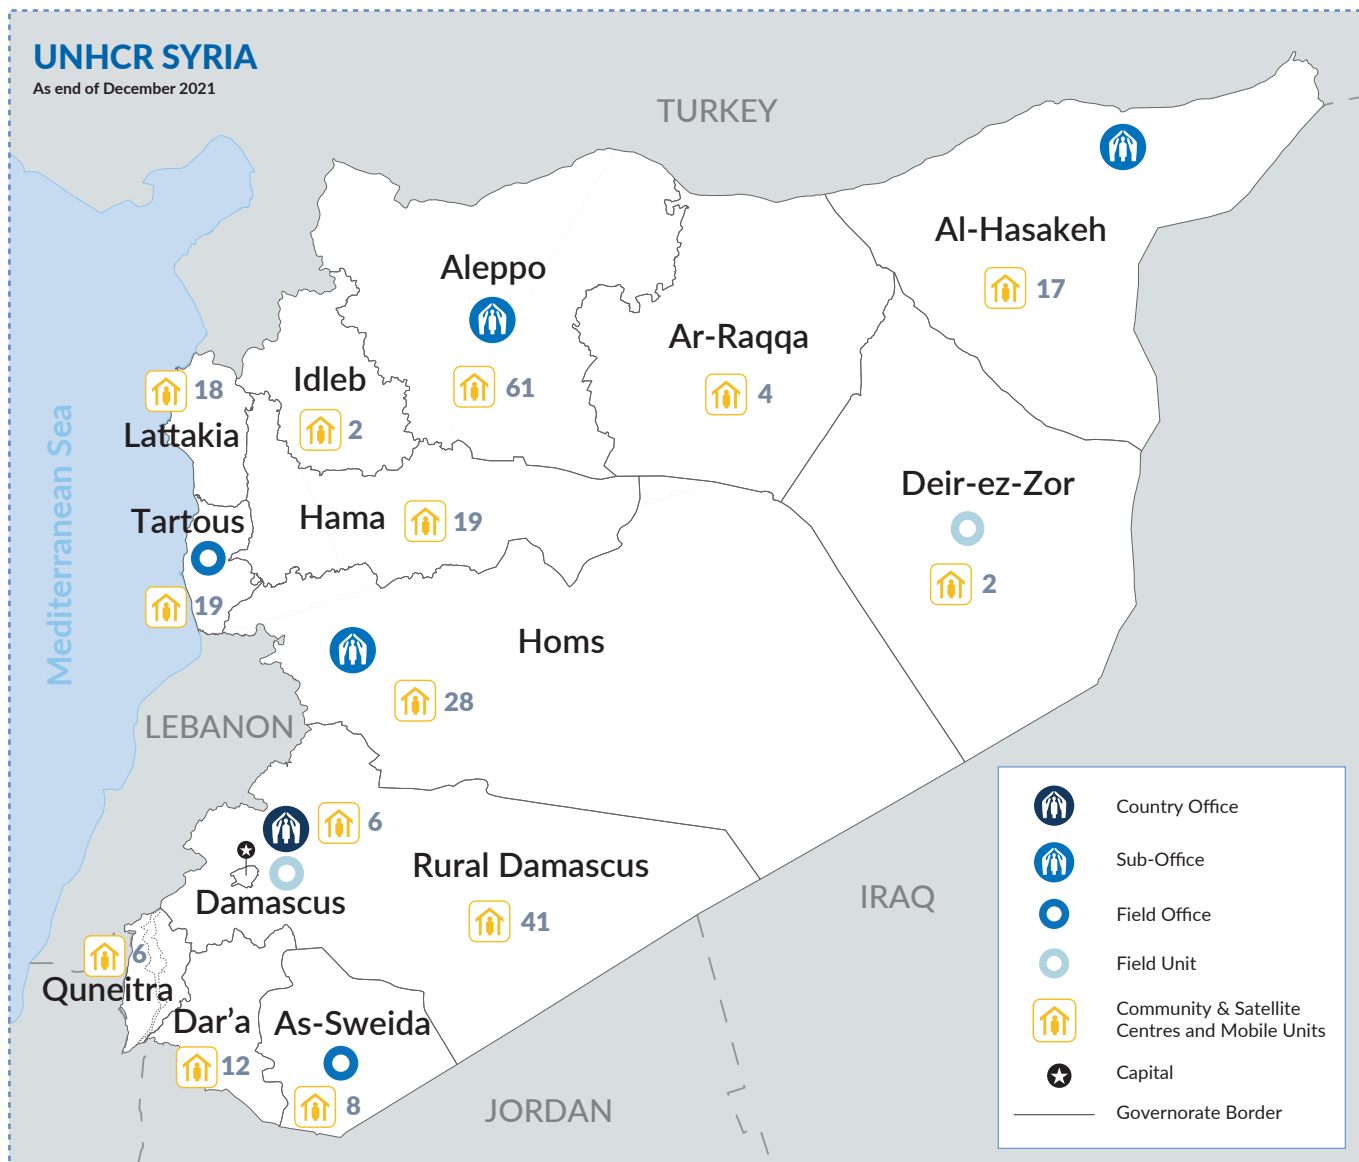 UNHCR SYRIA
As end of December 2021
TURKEY
Al-Hasakeh
17
Aleppo
61
Ar-Raqqa
4
Idleb
2
18
Lattakia
Mediterranean Sea
Tartous
19
Hama
19
Deir-ez-Zor
2
Homs
28
LEBANON
6
Rural Damascus
41
Damascus
IRAQ
6
Quneitra
Dar’a
12
As-Sweida
8
JORDAN
Country Office
Sub-Office
Field Office
Field Unit
Community & Satellite
Centres and Mobile Units
Capital
Governorate Border